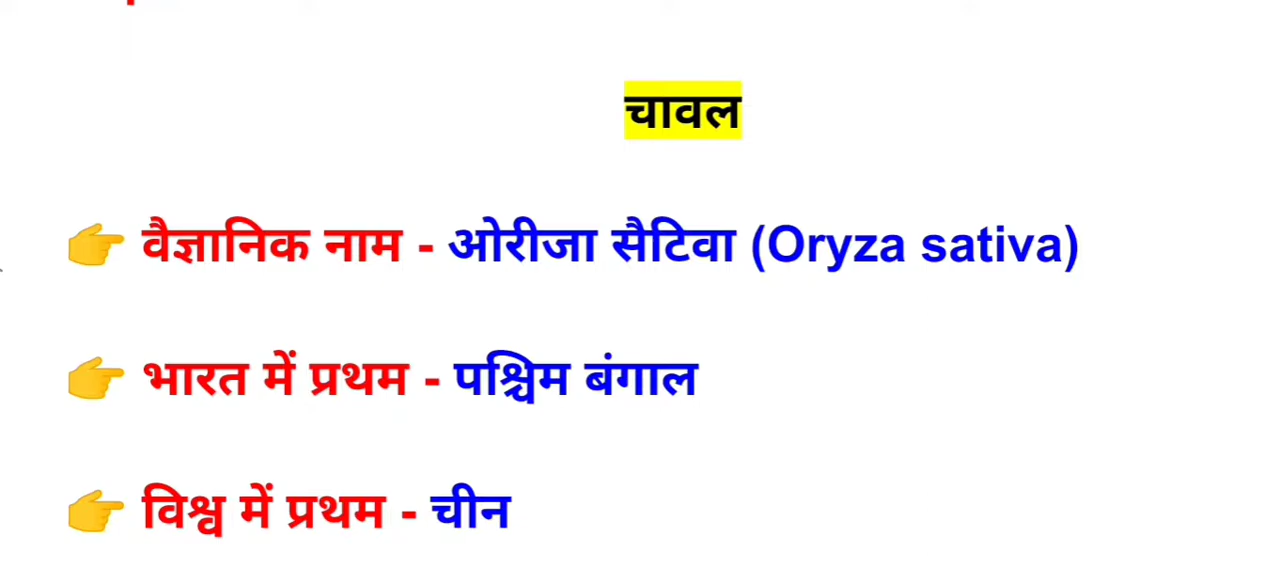 चावल
👉 वैज्ञानिक नाम - ओरीजा सैटिवा (Oryza sativa)
👉 भारत में प्रथम - पश्चिम बंगाल
👉 विश्व में प्रथम - चीन